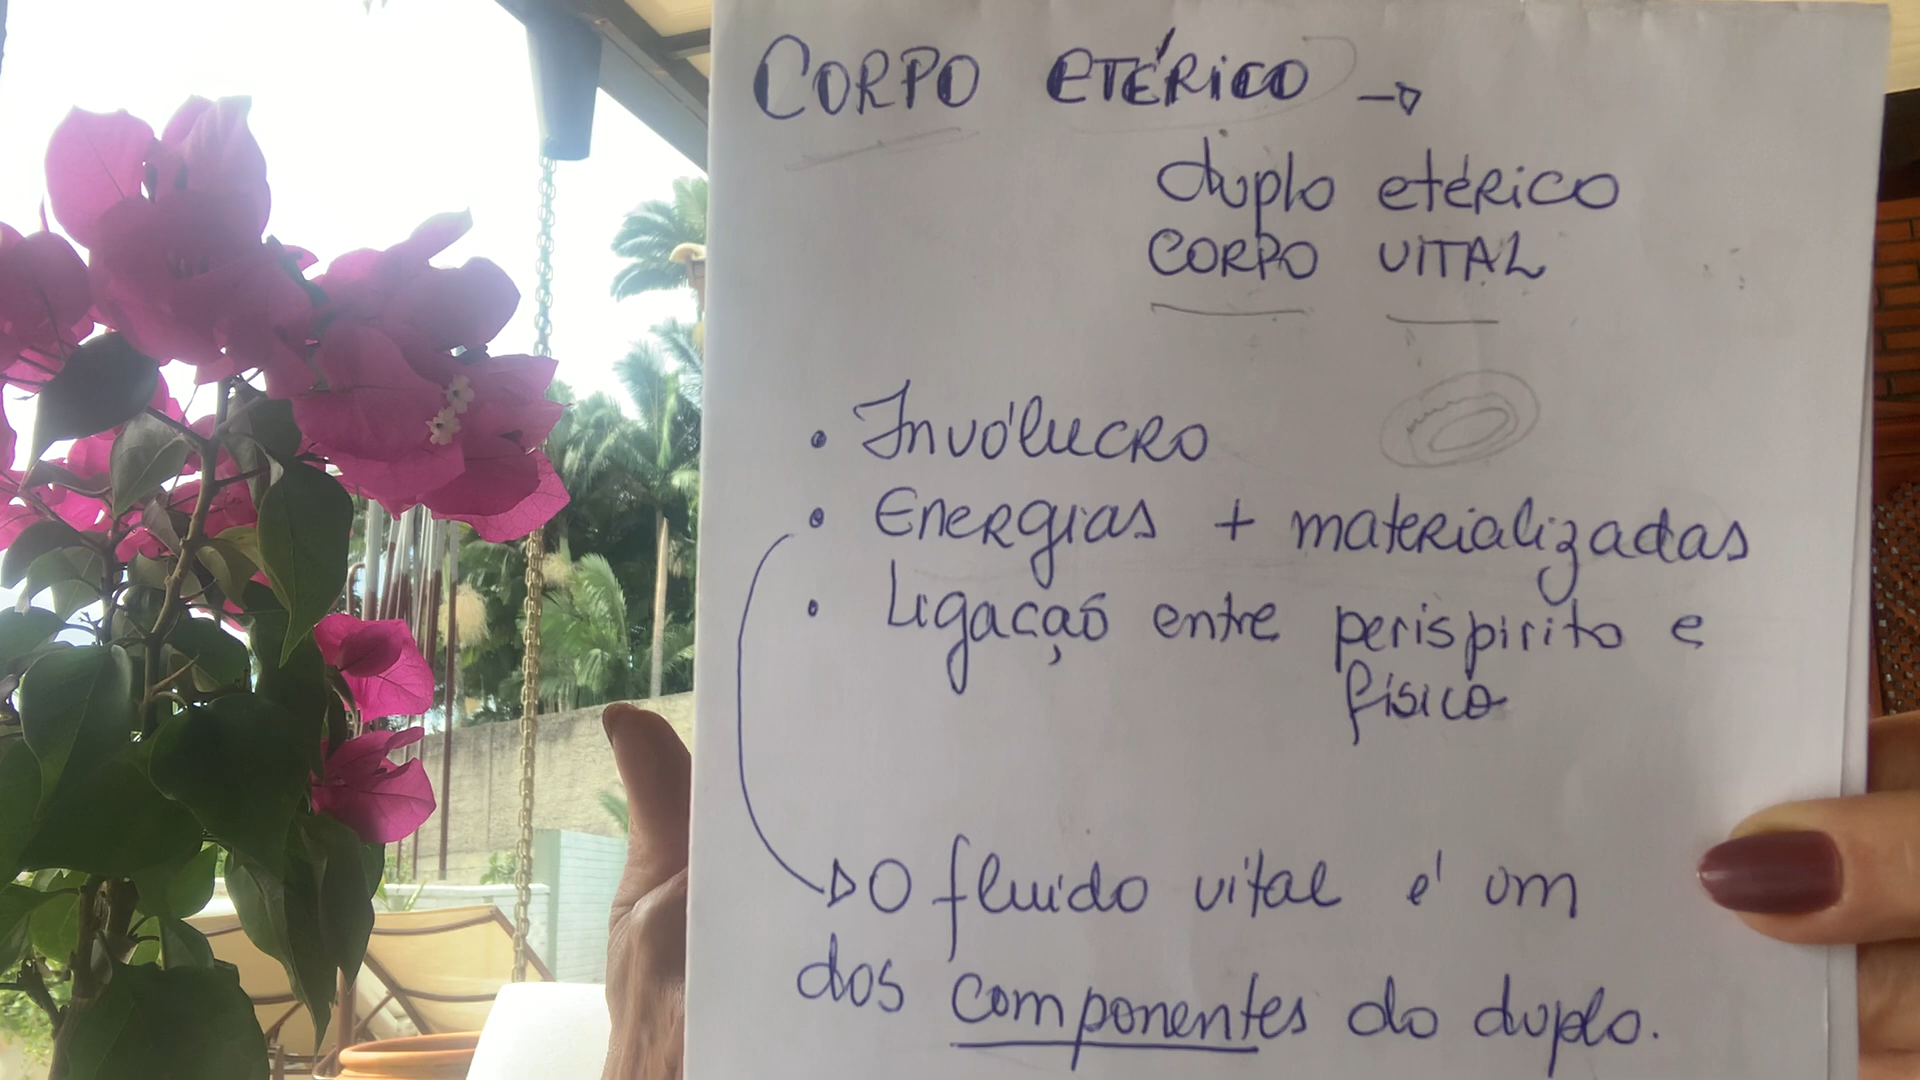 CORPO ETÉRICO →
duplo etérico
CORPO VITAL
• Invólucro
• Energias + materializadas
• Ligação entre perispirito e
físico
→ O fluido vital é um
dos componentes do duplo.